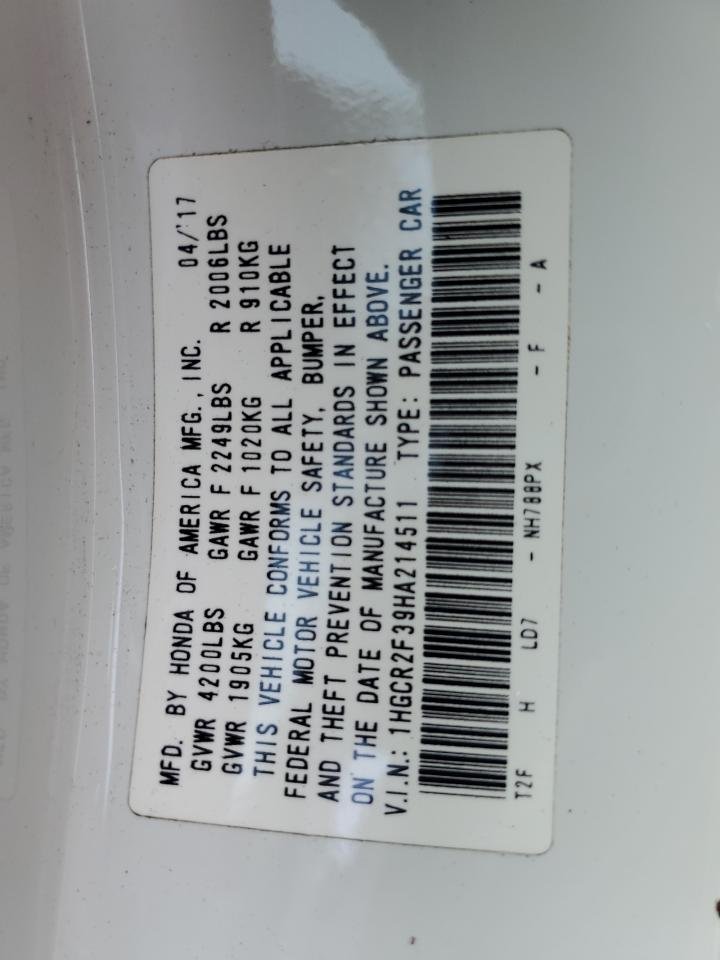 MFD. BY HONDA OF AMERICA MFG., INC. 04/'17
GVWR 4200LBS GAWR F 2249LBS R 2006LBS
GVWR 1905KG GAWR F 1020KG R 910KG
THIS VEHICLE CONFORMS TO ALL APPLICABLE
FEDERAL MOTOR VEHICLE SAFETY, BUMPER,
AND THEFT PREVENTION STANDARDS IN EFFECT
ON THE DATE OF MANUFACTURE SHOWN ABOVE.
V.I.N.: 1HGCR2F39HA214511 TYPE: PASSENGER CAR
T2F H LD7 - NH788PX - F - A